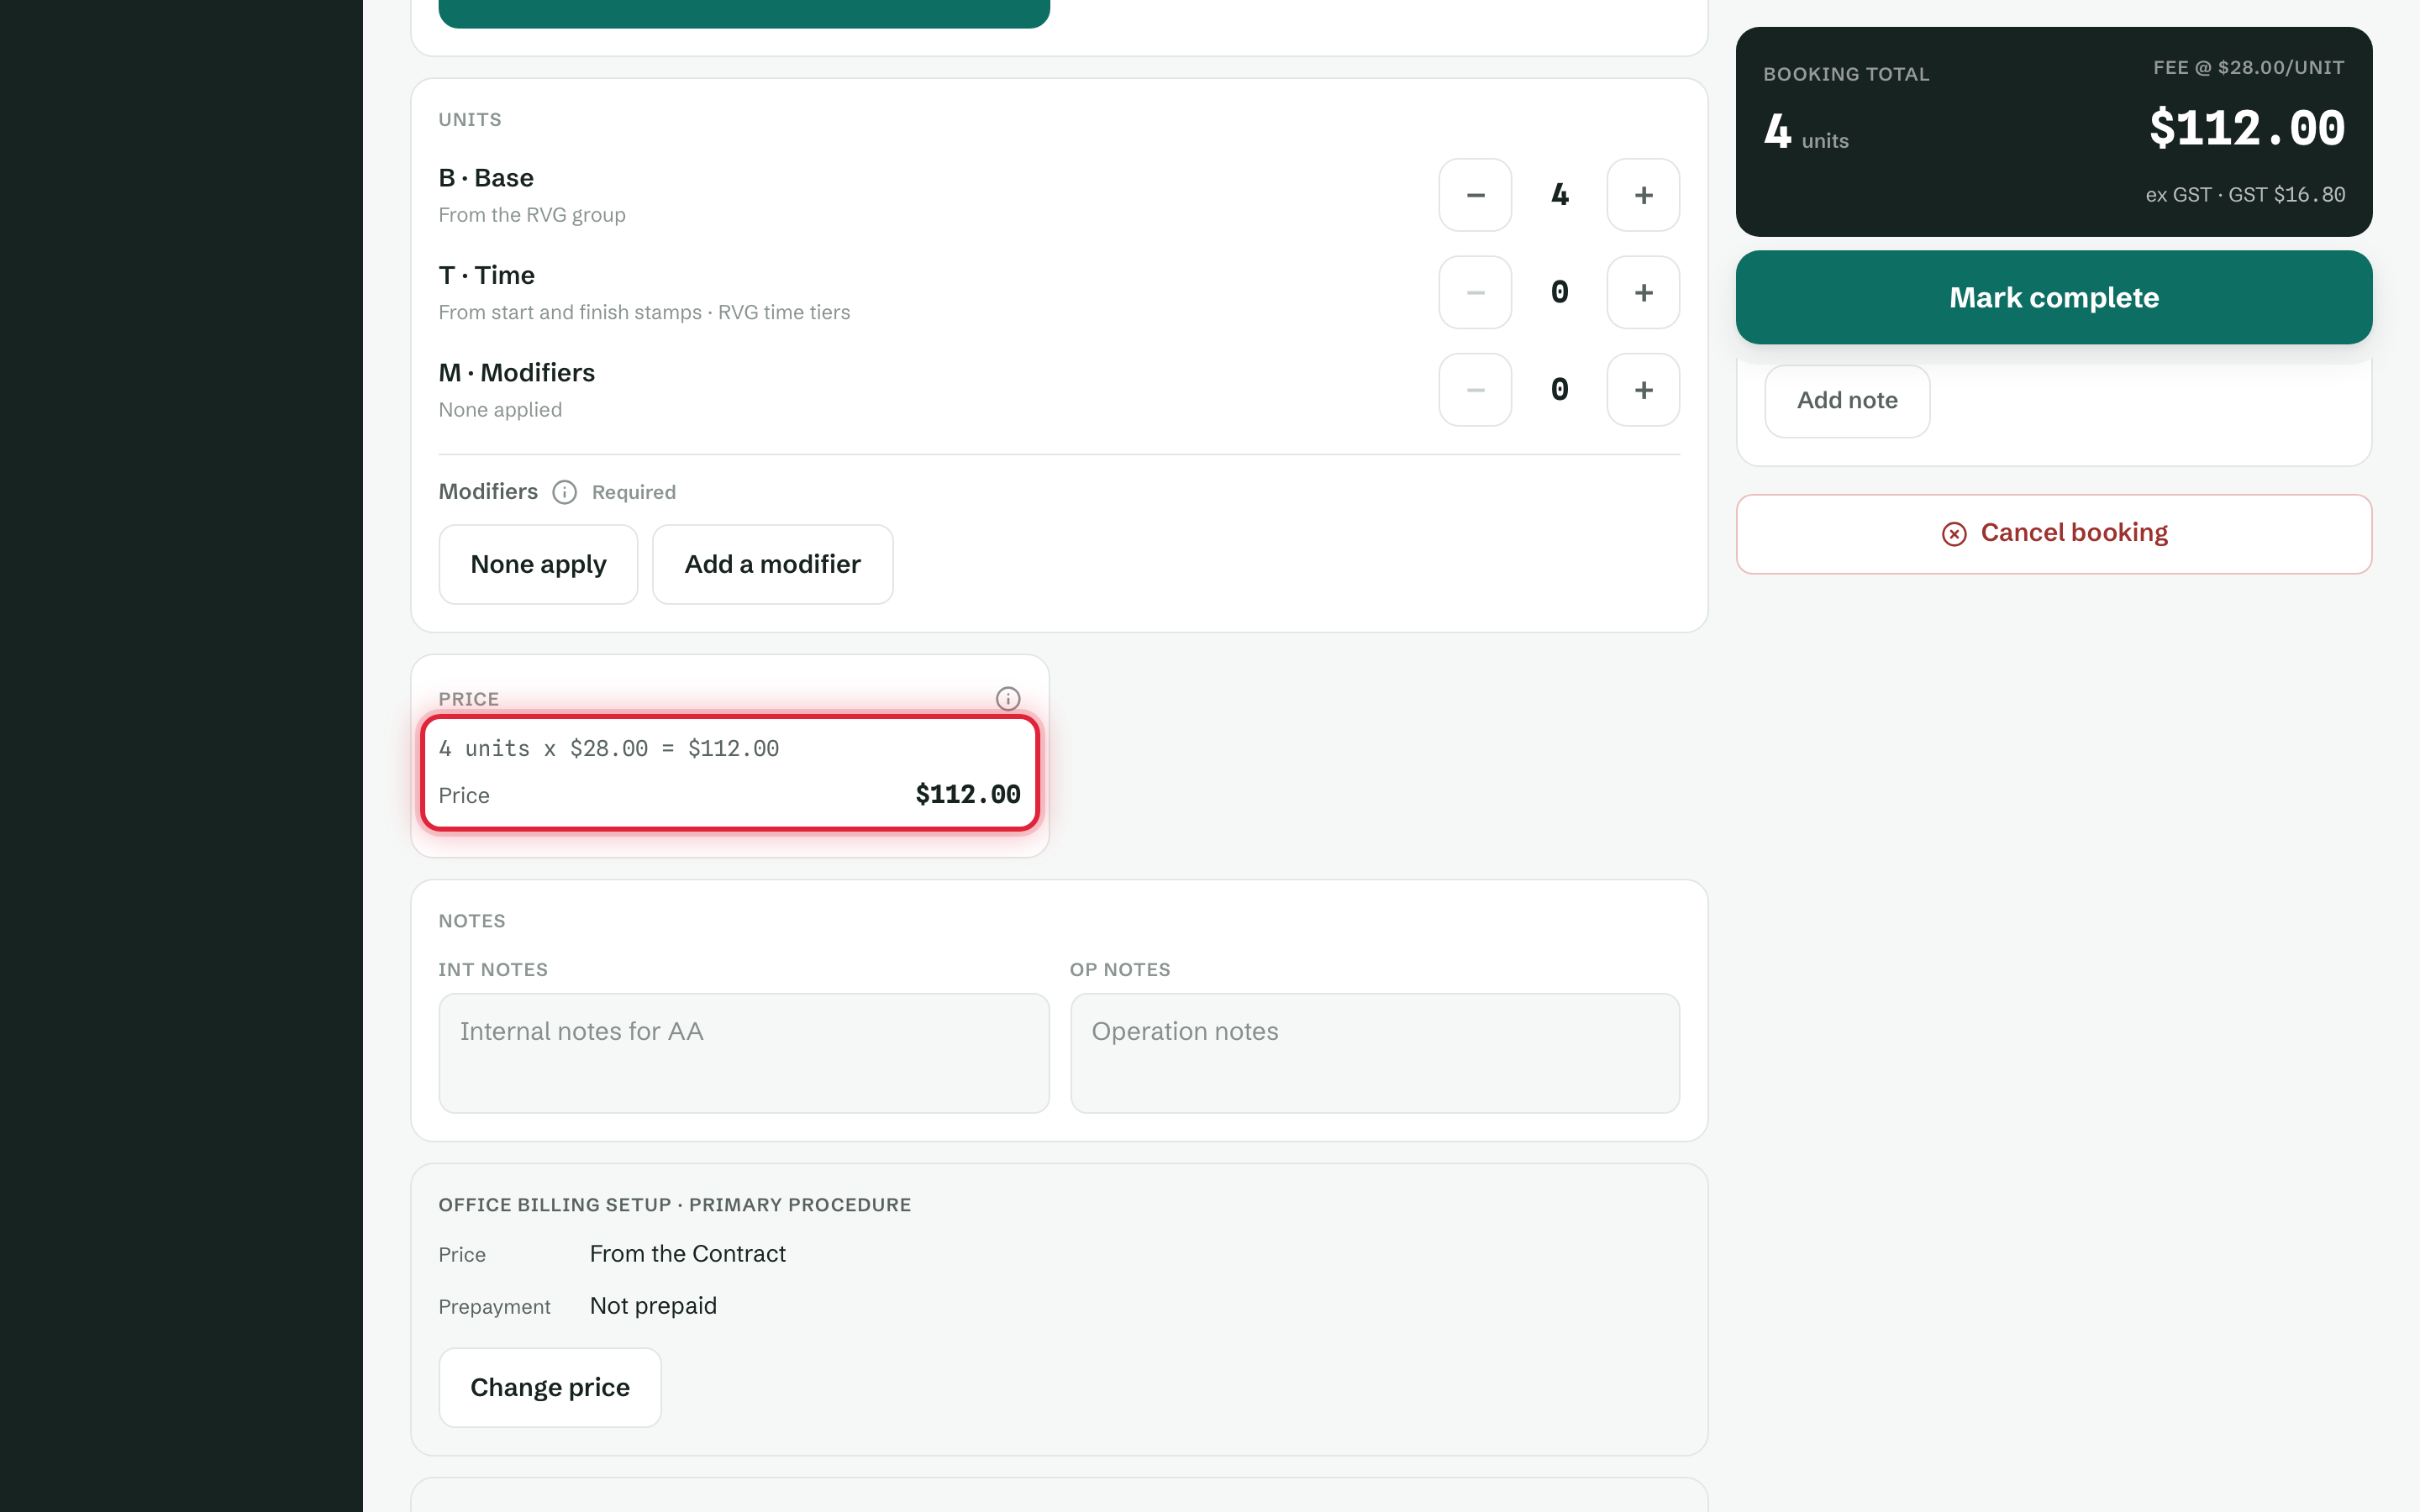 UNITS
B · Base
From the RVG group
− 4 +
T · Time
From start and finish stamps · RVG time tiers
− 0 +
M · Modifiers
None applied
− 0 +
Modifiers Required
None apply Add a modifier
PRICE
4 units x $28.00 = $112.00
Price $112.00
NOTES
INT NOTES OP NOTES
Internal notes for AA Operation notes
OFFICE BILLING SETUP · PRIMARY PROCEDURE
Price From the Contract
Prepayment Not prepaid
Change price
BOOKING TOTAL FEE @ $28.00/UNIT
4 units $112.00
ex GST · GST $16.80
Mark complete
Add note
Cancel booking